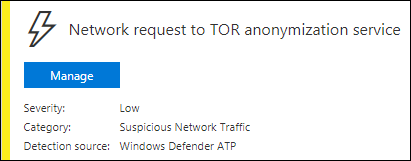 Network request to TOR anonymization service
Manage
Severity: Low
Category: Suspicious Network Traffic
Detection source: Windows Defender ATP